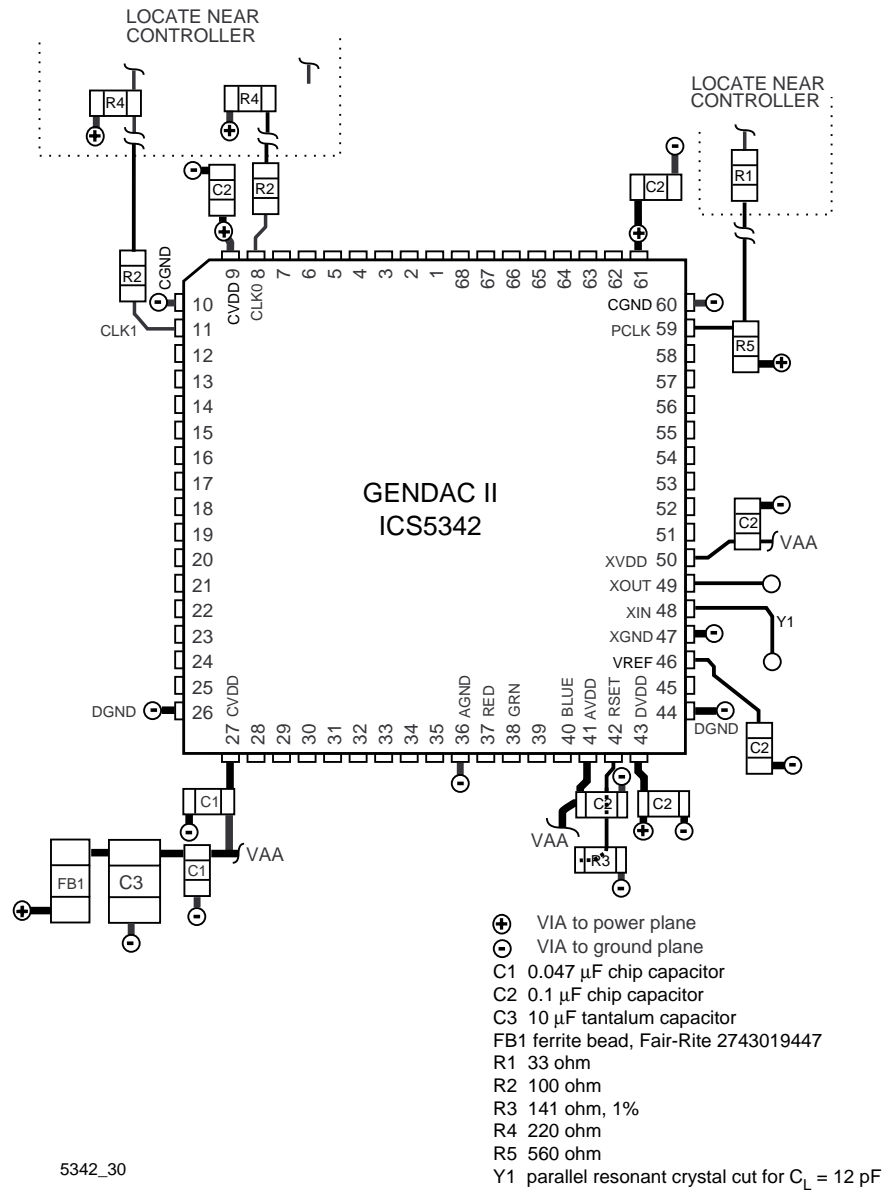 LOCATE NEAR
CONTROLLER
LOCATE NEAR
CONTROLLER
R4
R4
R1
C2
R2
C2
R2
CGND
CVDD 9
CLK0 8
7
6
5
4
3
2
1
68
67
66
65
64
63
62
61
10
CLK1
11
12
13
14
15
16
17
18
19
20
21
22
23
24
25
DGND
26
CGND 60
PCLK 59
R5
58
57
56
55
54
53
52
51
C2
VAA
XVDD 50
XOUT 49
XIN 48
Y1
XGND 47
VREF 46
45
44
DGND
C2
GENDAC II
ICS5342
27 CVDD
28
29
30
31
32
33
34
35
36 AGND
37 RED
38 GRN
39
40 BLUE
41 AVDD
42 RSET
43 DVDD
C1
C2
C2
VAA
VAA
R3
FB1
C3
C1
VIA to power plane
VIA to ground plane
C1 0.047 μF chip capacitor
C2 0.1 μF chip capacitor
C3 10 μF tantalum capacitor
FB1 ferrite bead, Fair-Rite 2743019447
R1 33 ohm
R2 100 ohm
R3 141 ohm, 1%
R4 220 ohm
R5 560 ohm
Y1 parallel resonant crystal cut for CL = 12 pF
5342_30